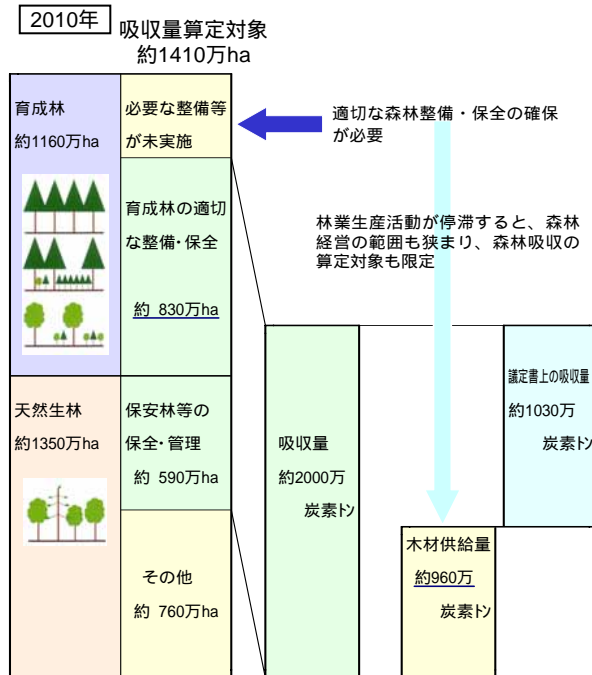 2010年
吸収量算定対象
約1410万ha
育成林
約1160万ha
必要な整備等
が未実施
適切な森林整備・保全の確保
が必要
育成林の適切
な整備・保全
約 830万ha
林業生産活動が停滞すると、森林
経営の範囲も狭まり、森林吸収の
算定対象も限定
天然生林
約1350万ha
保安林等の
保全・管理
約 590万ha
その他
約 760万ha
吸収量
約2000万
炭素トン
議定書上の吸収量
約1030万
炭素トン
木材供給量
約960万
炭素トン